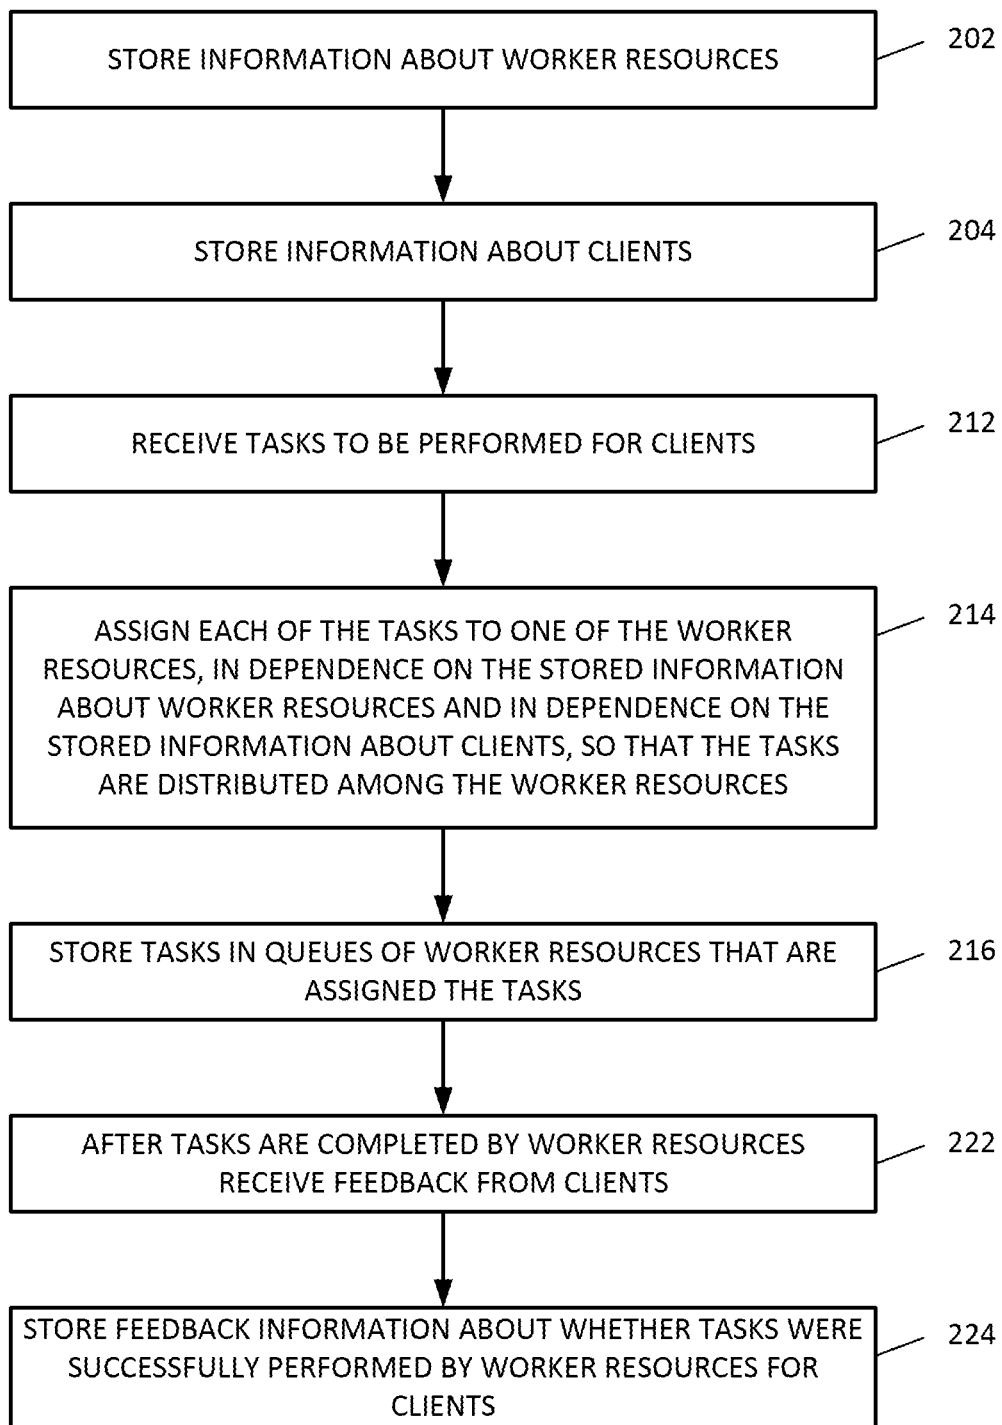 STORE INFORMATION ABOUT WORKER RESOURCES
202
STORE INFORMATION ABOUT CLIENTS
204
RECEIVE TASKS TO BE PERFORMED FOR CLIENTS
212
ASSIGN EACH OF THE TASKS TO ONE OF THE WORKER
RESOURCES, IN DEPENDENCE ON THE STORED INFORMATION
ABOUT WORKER RESOURCES AND IN DEPENDENCE ON THE
STORED INFORMATION ABOUT CLIENTS, SO THAT THE TASKS
ARE DISTRIBUTED AMONG THE WORKER RESOURCES
214
STORE TASKS IN QUEUES OF WORKER RESOURCES THAT ARE
ASSIGNED THE TASKS
216
AFTER TASKS ARE COMPLETED BY WORKER RESOURCES
RECEIVE FEEDBACK FROM CLIENTS
222
STORE FEEDBACK INFORMATION ABOUT WHETHER TASKS WERE
SUCCESSFULLY PERFORMED BY WORKER RESOURCES FOR
CLIENTS
224